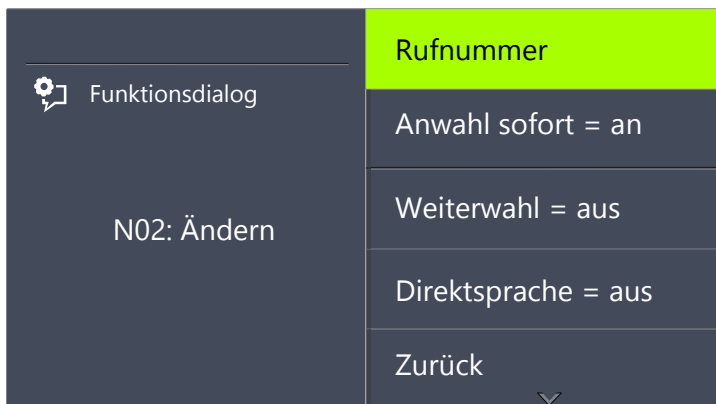 Funktionsdialog
N02: Ändern
Rufnummer
Anwahl sofort = an
Weiterwahl = aus
Direktsprache = aus
Zurück